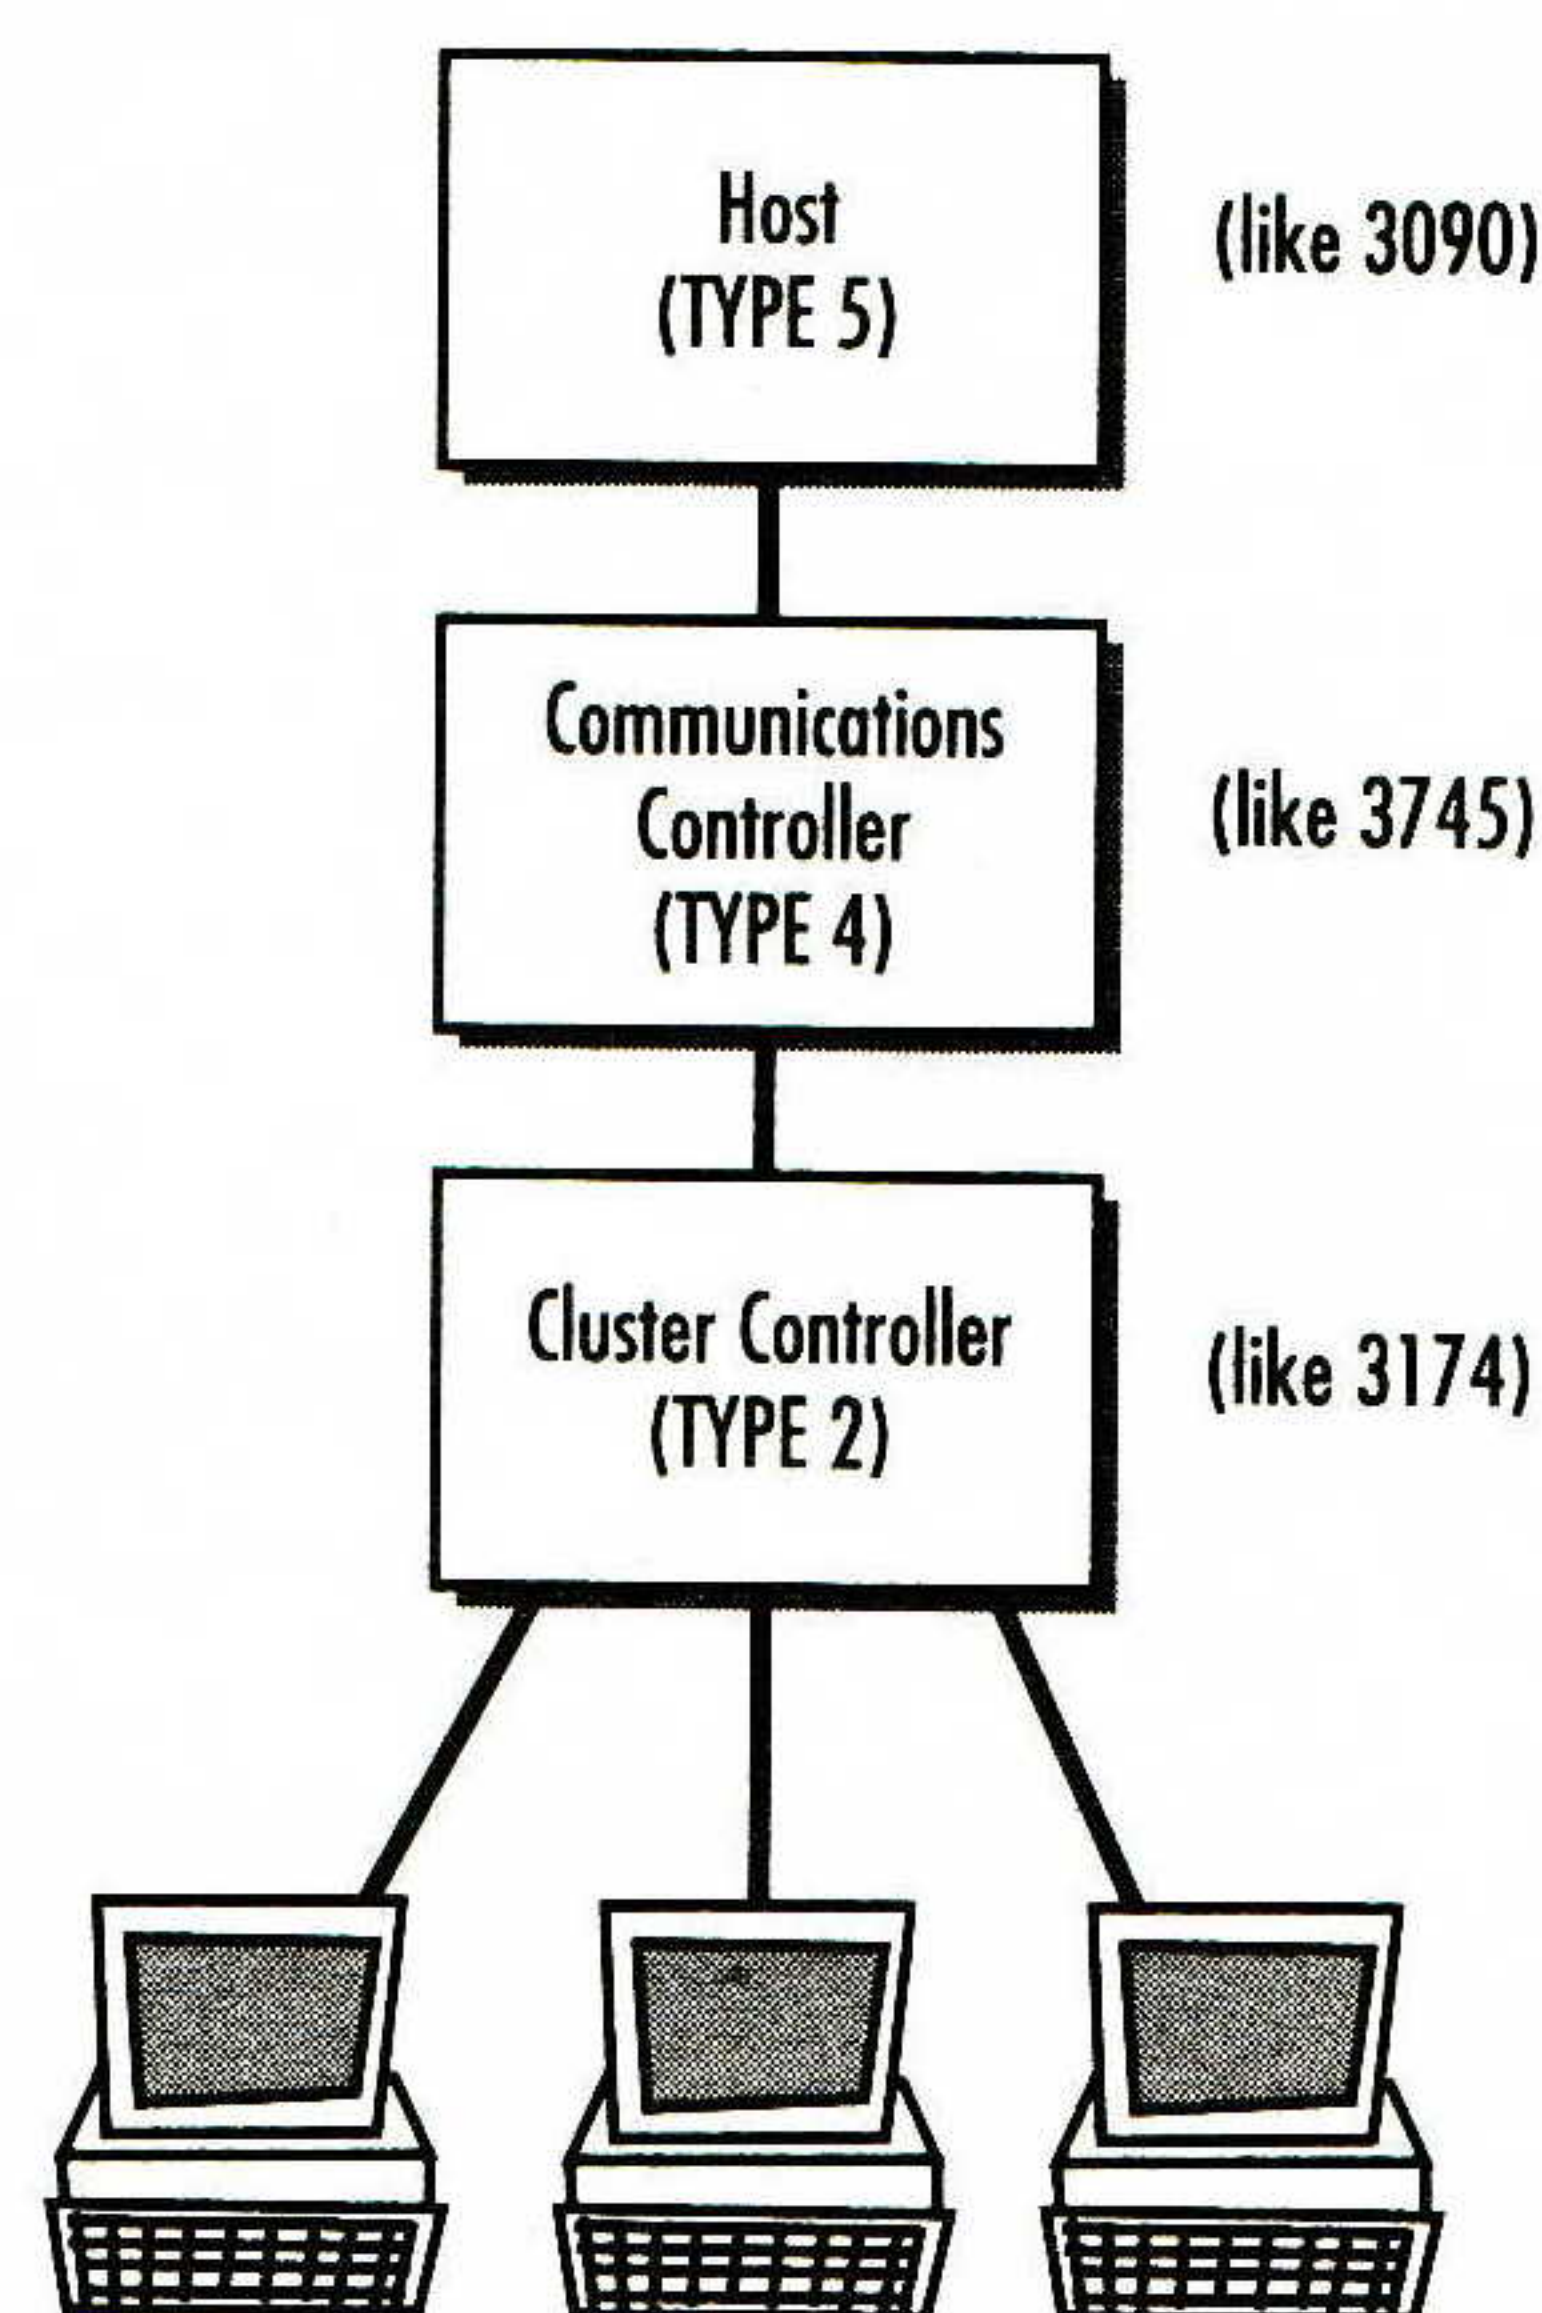 Host
(TYPE 5)
(like 3090)
Communications
Controller
(TYPE 4)
(like 3745)
Cluster Controller
(TYPE 2)
(like 3174)